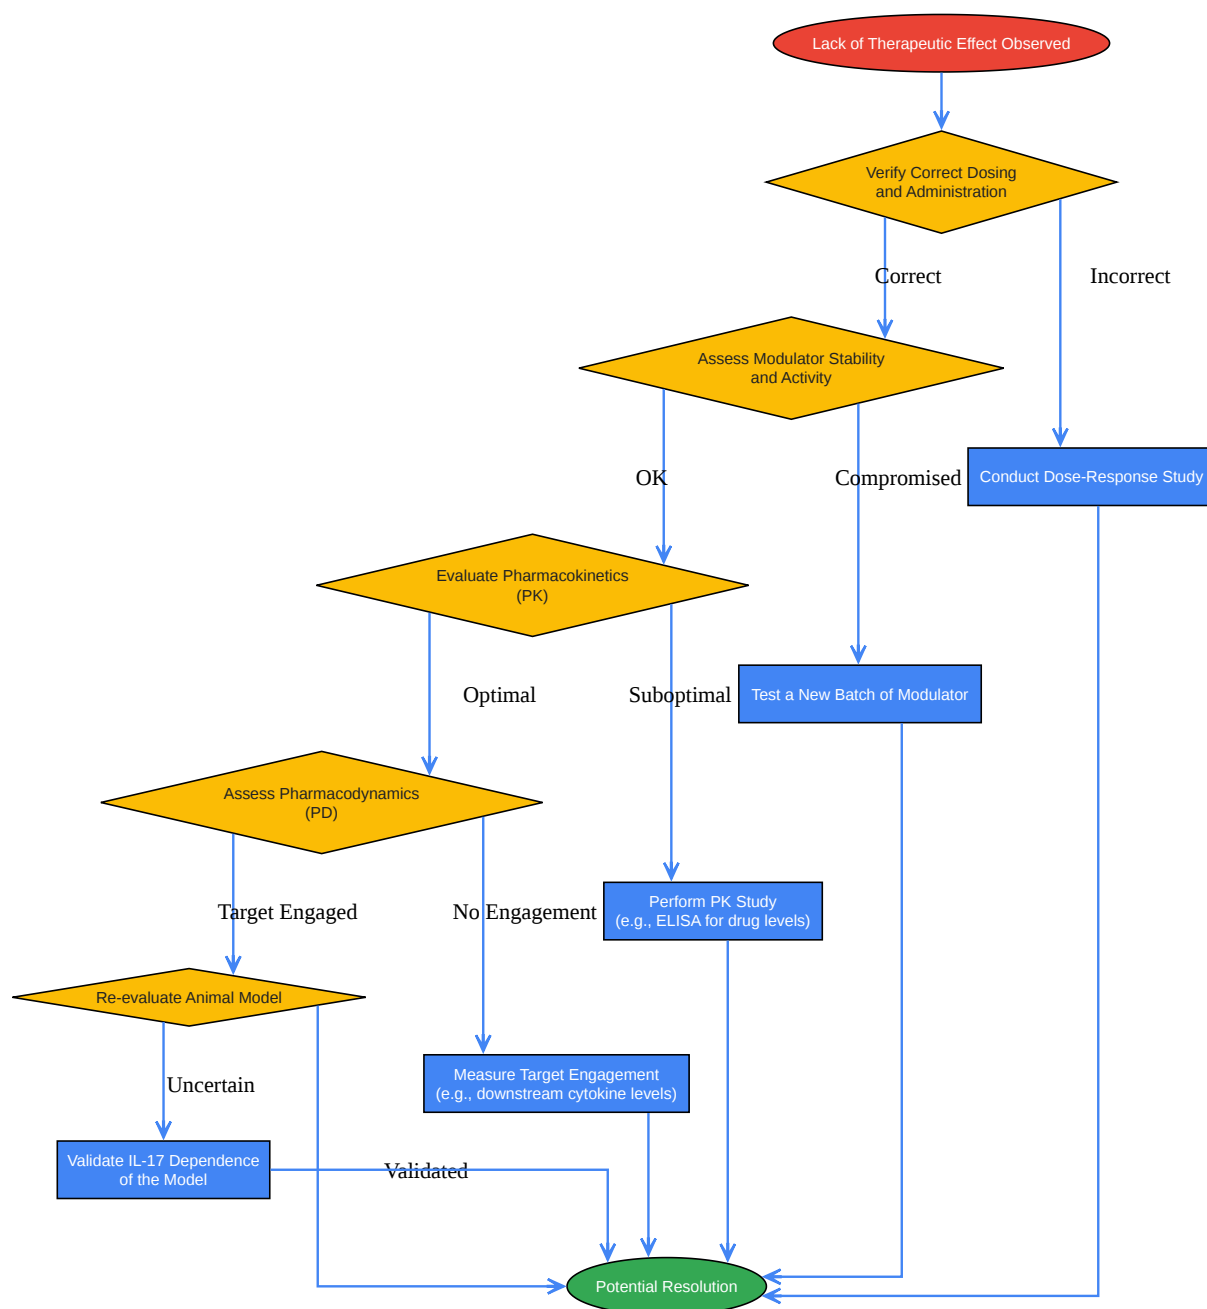 Lack of Therapeutic Effect Observed
Verify Correct Dosing
and Administration
Correct
Incorrect
Assess Modulator Stability
and Activity
OK
Compromised
Conduct Dose-Response Study
Evaluate Pharmacokinetics
(PK)
Optimal
Suboptimal
Test a New Batch of Modulator
Assess Pharmacodynamics
(PD)
Target Engaged
No Engagement
Perform PK Study
(e.g., ELISA for drug levels)
Re-evaluate Animal Model
Uncertain
Measure Target Engagement
(e.g., downstream cytokine levels)
Validate IL-17 Dependence
of the Model
Validated
Potential Resolution